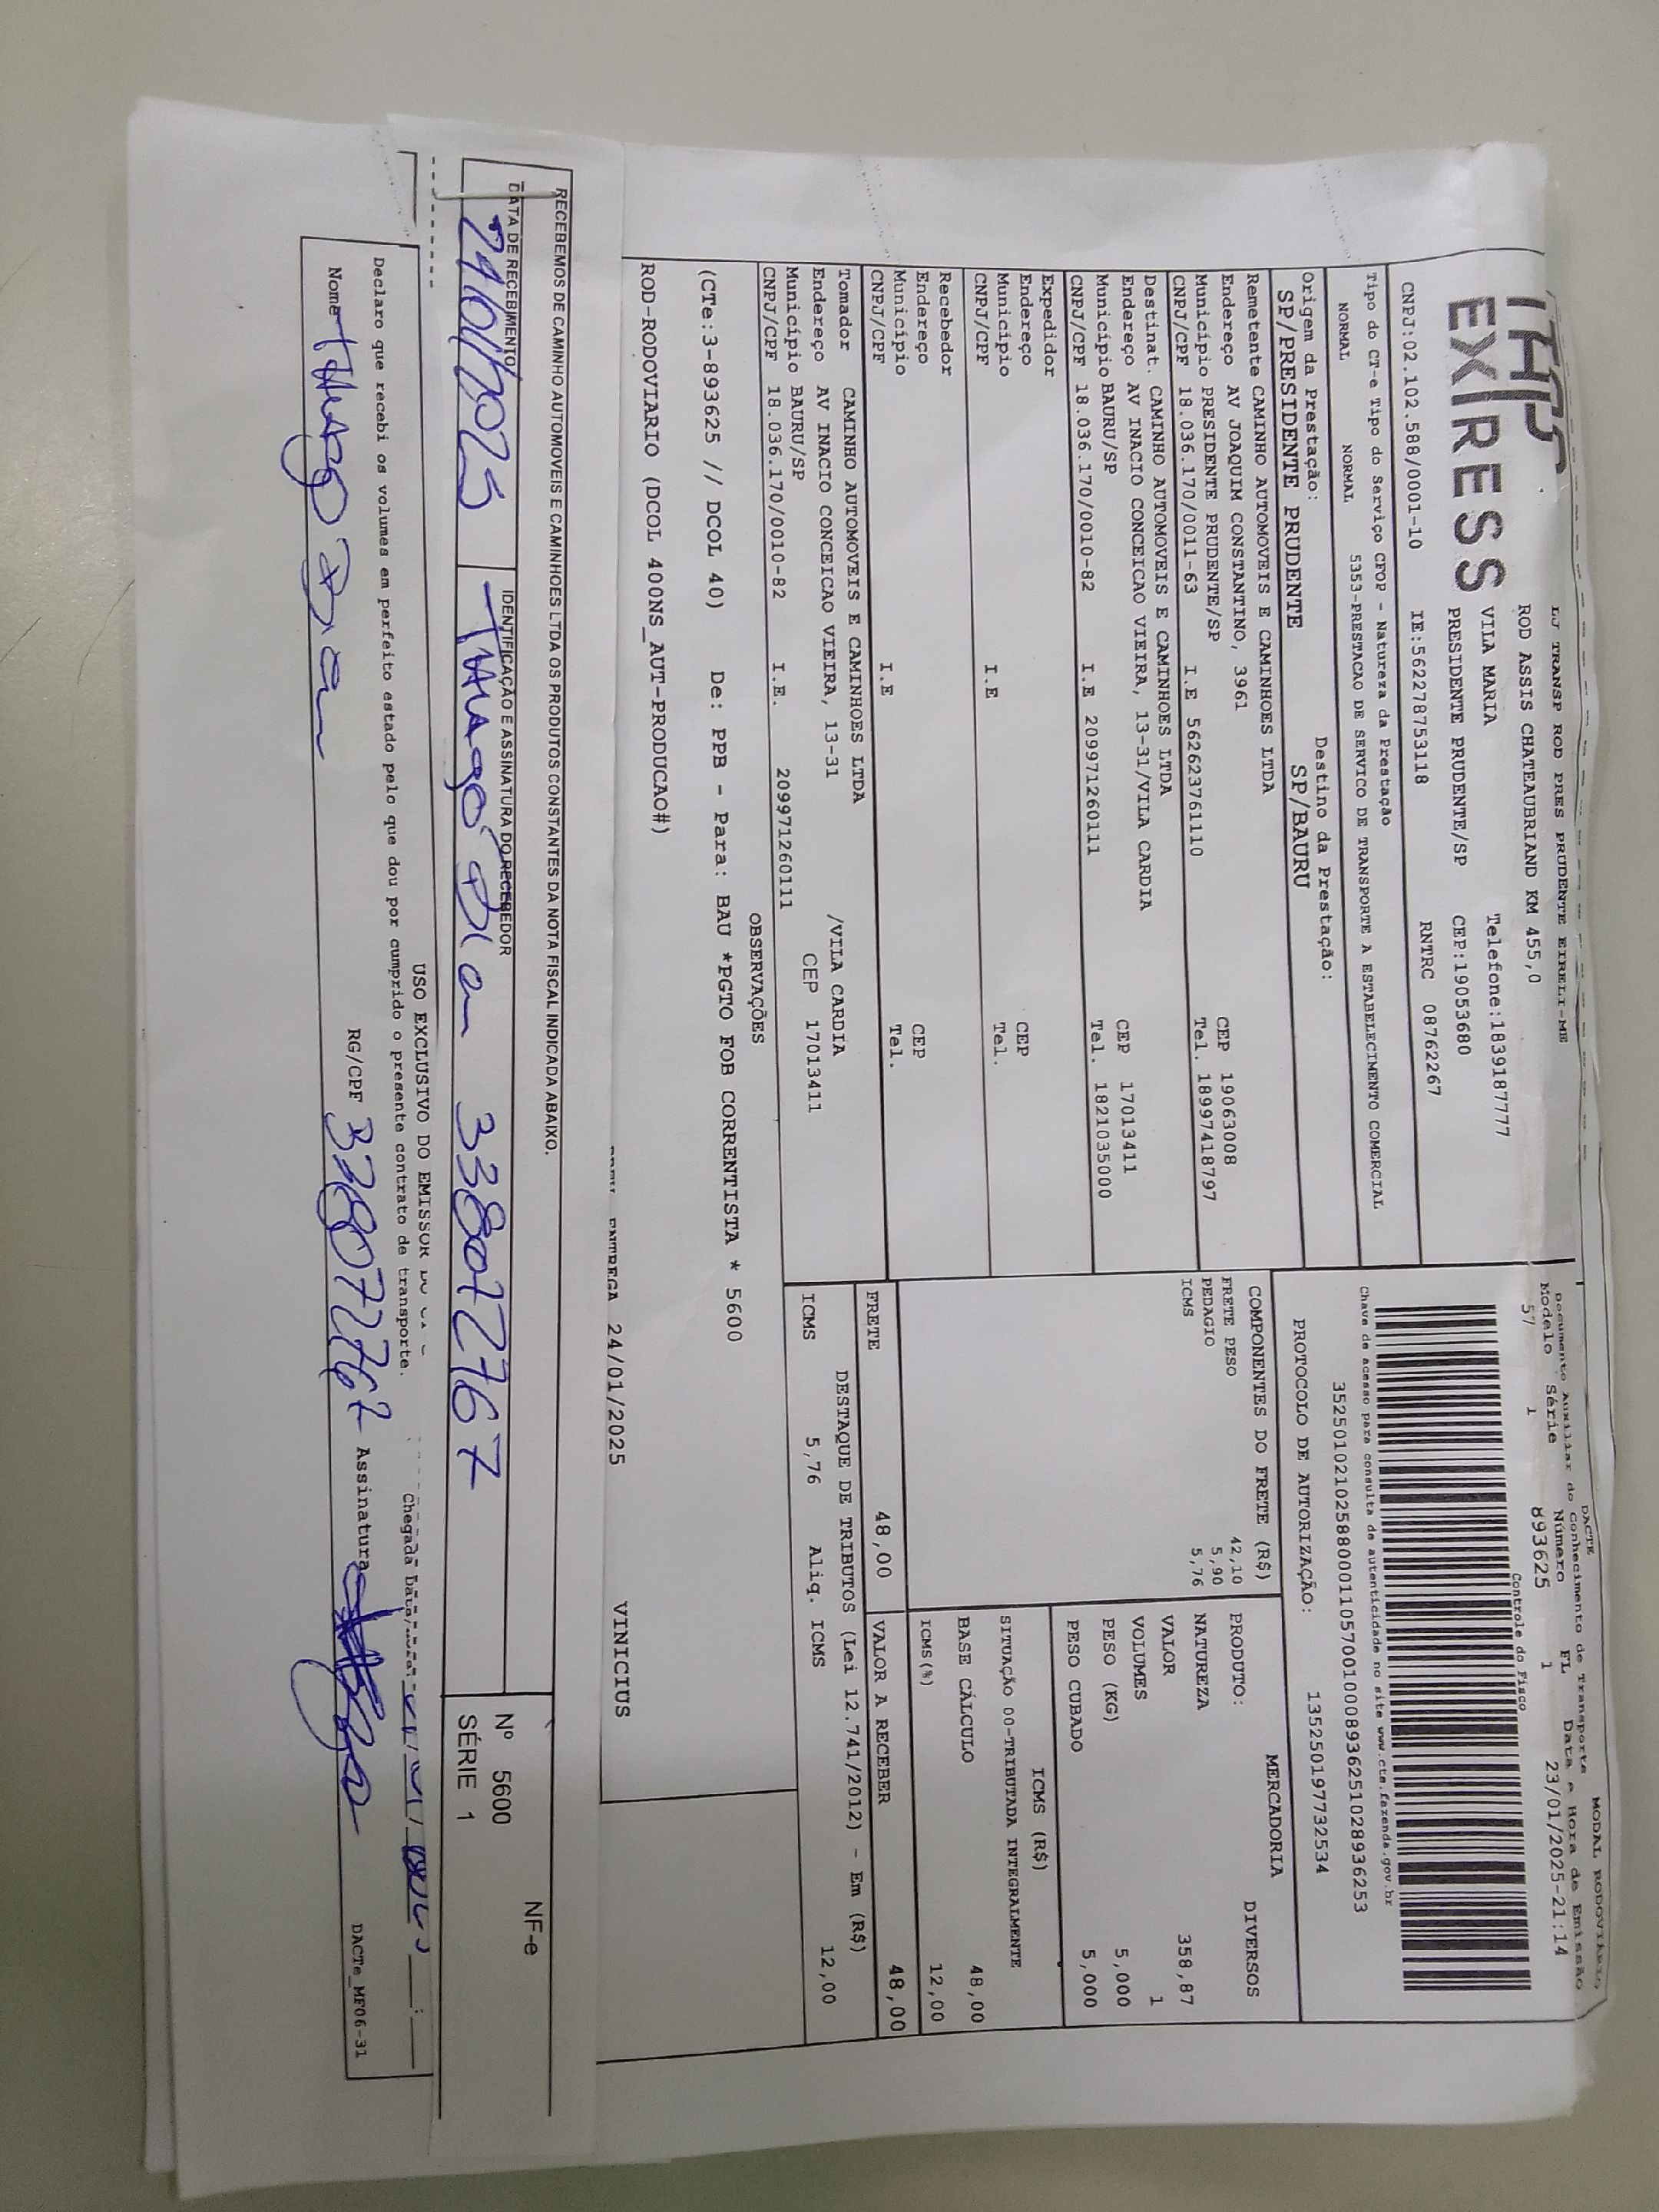 EXPRESS
LJ TRANSP ROD PRES PRUDENTE EIRELI-ME
ROD ASSIS CHATEAUBRIAND KM 455,0
VILA MARIA Telefone:1839187777
PRESIDENTE PRUDENTE/SP CEP:19053680
CNPJ:02.102.588/0001-10 IE:562278753118 RNTRC 08762267
DACTE MODAL RODOVIARIO
Documento Auxiliar do Conhecimento de Transporte
Modelo Série Número FL Data e Hora de Emissão
57 1 893625 1 23/01/2025-21:14
Controle do Fisco
Chave de acesso para consulta de autenticidade no site www.cte.fazenda.gov.br
35250102102588000110570010008936251028936253
Tipo do CT-e Tipo do Serviço CFOP - Natureza da Prestação
NORMAL NORMAL 5353-PRESTACAO DE SERVICO DE TRANSPORTE A ESTABELECIMENTO COMERCIAL
PROTOCOLO DE AUTORIZAÇÃO: 135250197732534
Origem da Prestação: Destino da Prestação:
SP/PRESIDENTE PRUDENTE SP/BAURU
Remetente CAMINHO AUTOMOVEIS E CAMINHOES LTDA
Endereço AV JOAQUIM CONSTANTINO, 3961 CEP 19063008
Município PRESIDENTE PRUDENTE/SP Tel. 18997418797
CNPJ/CPF 18.036.170/0011-63 I.E 562623761110
Destinat. CAMINHO AUTOMOVEIS E CAMINHOES LTDA
Endereço AV INACIO CONCEICAO VIEIRA, 13-31/VILA CARDIA CEP 17013411
Município BAURU/SP Tel. 1821035000
CNPJ/CPF 18.036.170/0010-82 I.E 209971260111
Expedidor
Endereço CEP
Município Tel.
CNPJ/CPF I.E
Recebedor
Endereço CEP
Município Tel.
CNPJ/CPF I.E
Tomador CAMINHO AUTOMOVEIS E CAMINHOES LTDA
Endereço AV INACIO CONCEICAO VIEIRA, 13-31 /VILA CARDIA
Município BAURU/SP CEP 17013411
CNPJ/CPF 18.036.170/0010-82 I.E. 209971260111
COMPONENTES DO FRETE (R$)
FRETE PESO 42,10
PEDAGIO 5,90
ICMS 5,76
MERCADORIA
PRODUTO: DIVERSOS
NATUREZA
VALOR 358,87
VOLUMES 1
PESO (KG) 5,000
PESO CUBADO 5,000
ICMS (R$)
SITUAÇÃO 00-TRIBUTADA INTEGRALMENTE
BASE CÁLCULO 48,00
ICMS(%) 12,00
FRETE 48,00 VALOR A RECEBER 48,00
DESTAQUE DE TRIBUTOS (Lei 12.741/2012) - Em (R$)
ICMS 5,76 Aliq. ICMS 12,00
OBSERVAÇÕES
(CTe:3-893625 // DCOL 40) De: PPB - Para: BAU *PGTO FOB CORRENTISTA * 5600
ROD-RODOVIARIO (DCOL 400NS_AUT-PRODUCAO#)
ENTREGA 24/01/2025 VINICIUS
RECEBEMOS DE CAMINHO AUTOMOVEIS E CAMINHOES LTDA OS PRODUTOS CONSTANTES DA NOTA FISCAL INDICADA ABAIXO.
DATA DE RECEBIMENTO IDENTIFICAÇÃO E ASSINATURA DO RECEBEDOR
24/01/2025 THIAGO Dia 338072767
NF-e
Nº 5600
SÉRIE 1
USO EXCLUSIVO DO EMISSOR DO
Chegada Data/
Declaro que recebi os volumes em perfeito estado pelo que dou por cumprido o presente contrato de transporte.
Nome THIAGO Dia RG/CPF Assinatura
DACTe_MF06-31